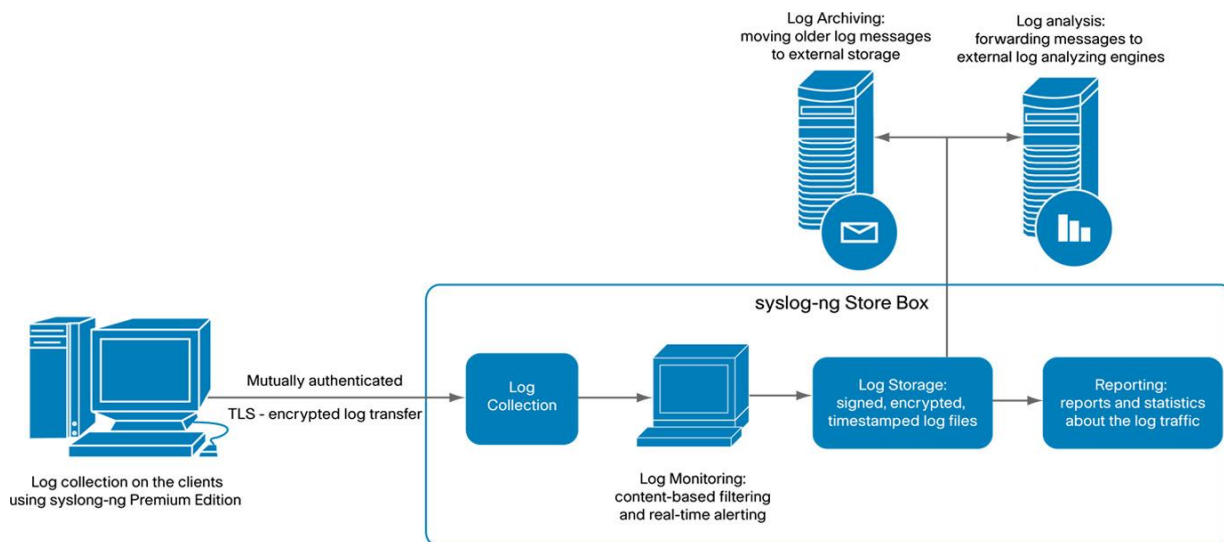 Log Archiving:
moving older log messages
to external storage
Log analysis:
forwarding messages to
external log analyzing engines
syslog-ng Store Box
Mutually authenticated
TLS - encrypted log transfer
Log collection on the clients
using syslong-ng Premium Edition
Log
Collection
Log Monitoring:
content-based filtering
and real-time alerting
Log Storage:
signed, encrypted,
timestamped log files
Reporting:
reports and statistics
about the log traffic